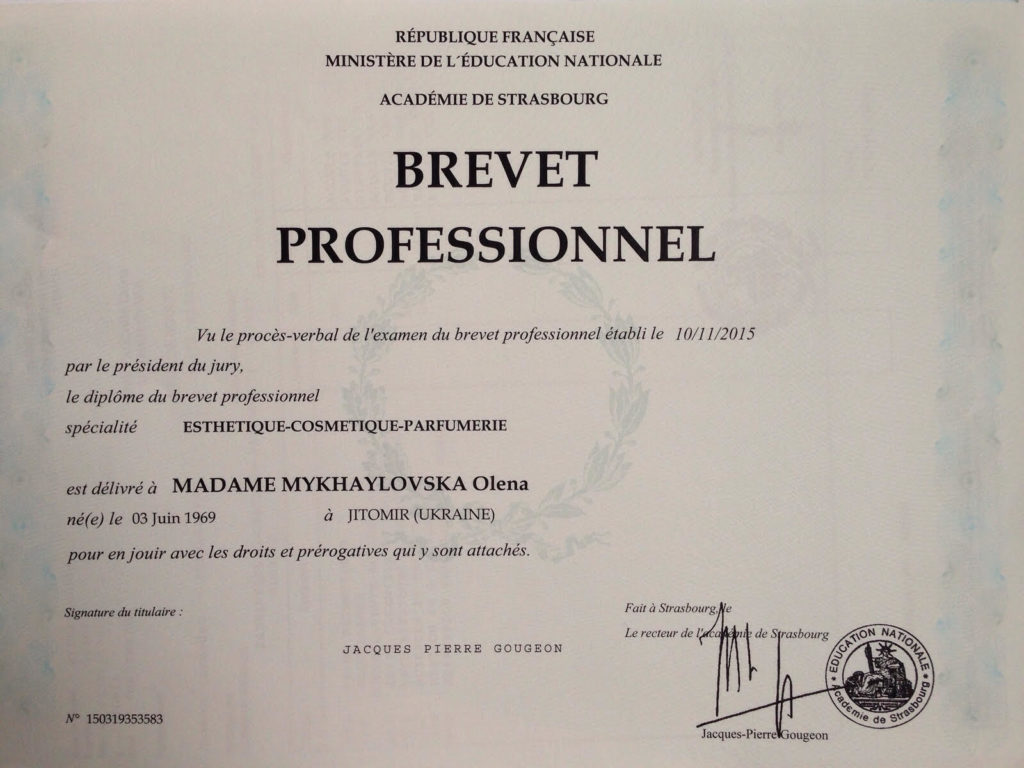 RÉPUBLIQUE FRANÇAISE
MINISTÈRE DE L´ÉDUCATION NATIONALE
ACADÉMIE DE STRASBOURG
BREVET
PROFESSIONNEL
Vu le procès-verbal de l'examen du brevet professionnel établi le 10/11/2015
par le président du jury,
le diplôme du brevet professionnel
spécialité ESTHETIQUE-COSMETIQUE-PARFUMERIE
est délivré à MADAME MYKHAYLOVSKA Olena
né(e) le 03 Juin 1969 à JITOMIR (UKRAINE)
pour en jouir avec les droits et prérogatives qui y sont attachés.
Signature du titulaire :
Fait à Strasbourg, le
Le recteur de l'académie de Strasbourg
JACQUES PIERRE GOUGEON
EDUCATION NATIONALE
Académie de Strasbourg
N° 150319353583
Jacques-Pierre Gougeon